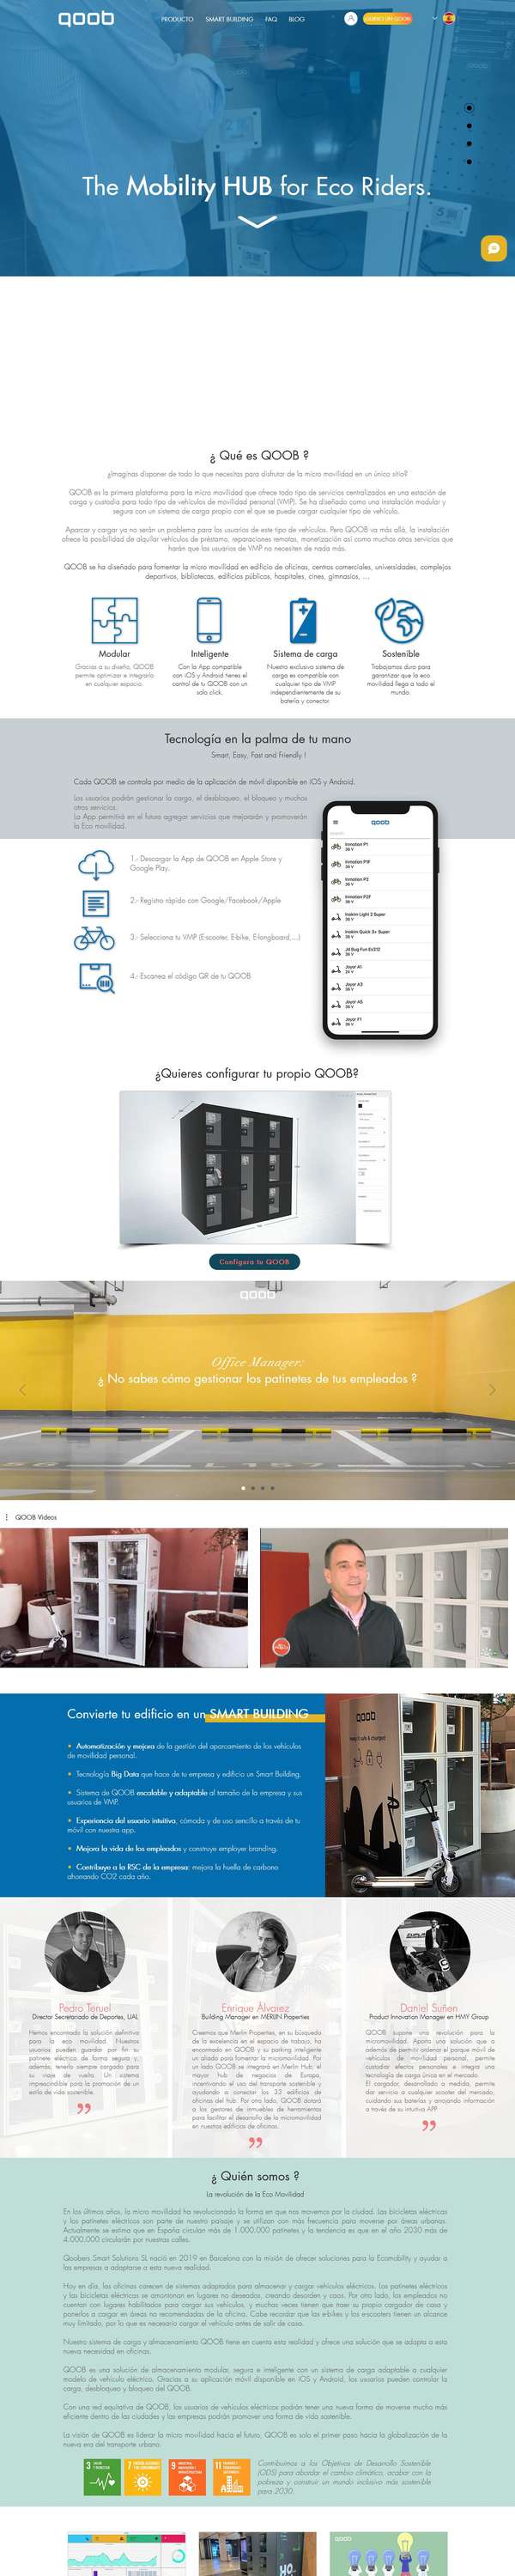 qoob
PRODUCTO SMART BUILDING FAQ BLOG
¡QUIERO UN QOOB!
The Mobility HUB for Eco Riders.
¿ Qué es QOOB ?
¿Imaginas disponer de todo lo que necesitas para disfrutar de la micro movilidad en un único sitio?
QOOB es la primera plataforma para la micro movilidad que ofrece todo tipo de servicios centralizados en una estación de
carga y custodia para todo tipo de vehículos de movilidad personal (VMP). Se ha diseñado como una instalación modular y
segura con un sistema de carga propio con el que se puede cargar cualquier tipo de vehículo.
Aparcar y cargar ya no serán un problema para los usuarios de este tipo de vehículos. Pero QOOB va más allá, la instalación
ofrece la posibilidad de alquilar vehículos de préstamo, reparaciones remotas, monetización así como muchos otros servicios que
harán que los usuarios de VMP no necesiten de nada más.
QOOB se ha diseñado para fomentar la micro movilidad en edificio de oficinas, centros comerciales, universidades, complejos
deportivos, bibliotecas, edificios públicos, hospitales, cines, gimnasios, ...
Modular
Inteligente
Sistema de carga
Sostenible
Gracias a su diseño, QOOB
permite optimizar e integrarlo
en cualquier espacio.
Con la App compatible
con iOS y Android tienes el
control de tu QOOB con un
solo click.
Nuestro exclusivo sistema de
carga es compatible con
cualquier tipo de VMP
independientemente de su
batería y conector.
Trabajamos duro para
garantizar que la eco
movilidad llega a todo el
mundo.
Tecnología en la palma de tu mano
Smart, Easy, Fast and Friendly !
Cada QOOB se controla por medio de la aplicación de móvil disponible en IOS y Android.
Los usuarios podrán gestionar la carga, el desbloqueo, el bloqueo y muchos
otros servicios.
La App permitirá en el futuro agregar servicios que mejorarán y promoverán
la Eco movilidad.
1.- Descargar la App de QOOB en Apple Store y
Google Play.
2.- Registro rápido con Google/Facebook/Apple
3.- Selecciona tu VMP (E-scooter, E-bike, E-longboard,...)
4.- Escanea el código QR de tu QOOB
qoob
Inmotion P1
36 V
Inmotion P1F
36 V
Inmotion P2
36 V
Inmotion P2F
36 V
Inokim Light 2 Super
36 V
Inokim Quick 3+ Super
Jd Bug Fun Es312
Joyor A1
Joyor A3
36 V
Joyor A5
36 V
Joyor F1
36 V
¿Quieres configurar tu propio QOOB?
Configura tu QOOB
qoob
Office Manager:
¿ No sabes cómo gestionar los patinetes de tus empleados ?
QOOB Videos
Convierte tu edificio en un SMART BUILDING
• Automatización y mejora de la gestión del aparcamiento de los vehículos
de movilidad personal.
• Tecnología Big Data que hace de tu empresa y edificio un Smart Building.
• Sistema de QOOB escalable y adaptable al tamaño de la empresa y sus
usuarios de VMP.
• Experiencia del usuario intuitiva, cómoda y de uso sencillo a través de tu
móvil con nuestra app.
• Mejora la vida de los empleados y construye employer branding.
• Contribuye a la RSC de la empresa: mejora la huella de carbono
ahorrando CO2 cada año.
qoob
Pedro Teruel
Director Secretariado de Deportes, UAL
Hemos encontrado la solución definitiva
para la eco movilidad. Nuestros
usuarios pueden guardar por fin su
patinete eléctrico de forma segura y,
además, tenerlo siempre cargado para
su viaje de vuelta. Un sistema
imprescindible para la promoción de un
estilo de vida sostenible.
Enrique Álvarez
Building Manager en MERLIN Properties
Creemos que Merlin Properties, en su búsqueda
de la excelencia en el espacio de trabajo, ha
encontrado en QOOB y su parking inteligente
un aliado para fomentar la micromovilidad. Por
un lado QOOB se integrará en Merlin Hub; el
mayor hub de negocios de Europa,
incentivando el uso del transporte sostenible y
ayudando a conectar los 33 edificios de
oficinas del hub. Por otro lado, QOOB dotará
a los gestores de inmuebles de herramientas
para facilitar el desarrollo de la micromovilidad
en nuestros edificios de oficinas.
Daniel Suñen
Product Innovation Manager en HMY Group
QOOB supone una revolución para la
micromovilidad. Aporta una solución que
además de permitir ordenar el parque móvil de
vehículos de movilidad personal, permite
custodiar efectos personales e integra una
tecnología de carga única en el mercado.
El cargador, desarrollado a medida, permite
dar servicio a cualquier scooter del mercado,
cuidando sus baterías y arrojando información
a través de su intuitiva APP.
¿ Quién somos ?
La revolución de la Eco Movilidad
En los últimos años, la micro movilidad ha revolucionado la forma en que nos movemos por la ciudad. Las bicicletas eléctricas
y los patinetes eléctricos son parte de nuestro paisaje y se utilizan con más frecuencia para moverse por áreas urbanas.
Actualmente se estima que en España circulan más de 1.000.000 patinetes y la tendencia es que en el año 2030 más de
4.000.000 circularán por nuestras calles.
Qoobers Smart Solutions SL nació en 2019 en Barcelona con la misión de ofrecer soluciones para la Ecomobility y ayudar a
las empresas a adaptarse a esta nueva realidad.
Hoy en día, las oficinas carecen de sistemas adaptados para almacenar y cargar vehículos eléctricos. Los patinetes eléctricos
y las bicicletas eléctricas se amontonan en lugares no deseados, creando desorden y caos. Por otro lado, los empleados no
cuentan con lugares habilitados para cargar sus vehículos, y muchas veces tienen que traer su propio cargador de casa y
ponerlos a cargar en áreas no recomendadas de la oficina. Cabe recordar que las e-bikes y los e-scooters tienen un alcance
muy limitado, por lo que es necesario cargar el vehículo antes de salir de casa.
Nuestro sistema de carga y almacenamiento QOOB tiene en cuenta esta realidad y ofrece una solución que se adapta a esta
nueva necesidad en oficinas.
QOOB es una solución de almacenamiento modular, segura e inteligente con un sistema de carga adaptable a cualquier
modelo de vehículo eléctrico. Gracias a su aplicación móvil disponible en iOS y Android, los usuarios pueden controlar la
carga, desbloqueo y bloqueo del QOOB.
Con una red equitativa de QOOB, los usuarios de vehículos eléctricos podrán tener una nueva forma de moverse mucho más
eficiente dentro de las ciudades y las empresas podrán promover una forma de vida sostenible.
La visión de QOOB es liderar la micro movilidad hacia el futuro. QOOB es solo el primer paso hacia la globalización de la
nueva era del transporte urbano.
3
7
9
11
Contribuimos a los Objetivos de Desarrollo Sostenible
(ODS) para abordar el cambio climático, acabar con la
pobreza y construir un mundo inclusivo más sostenible
para 2030.
qoob